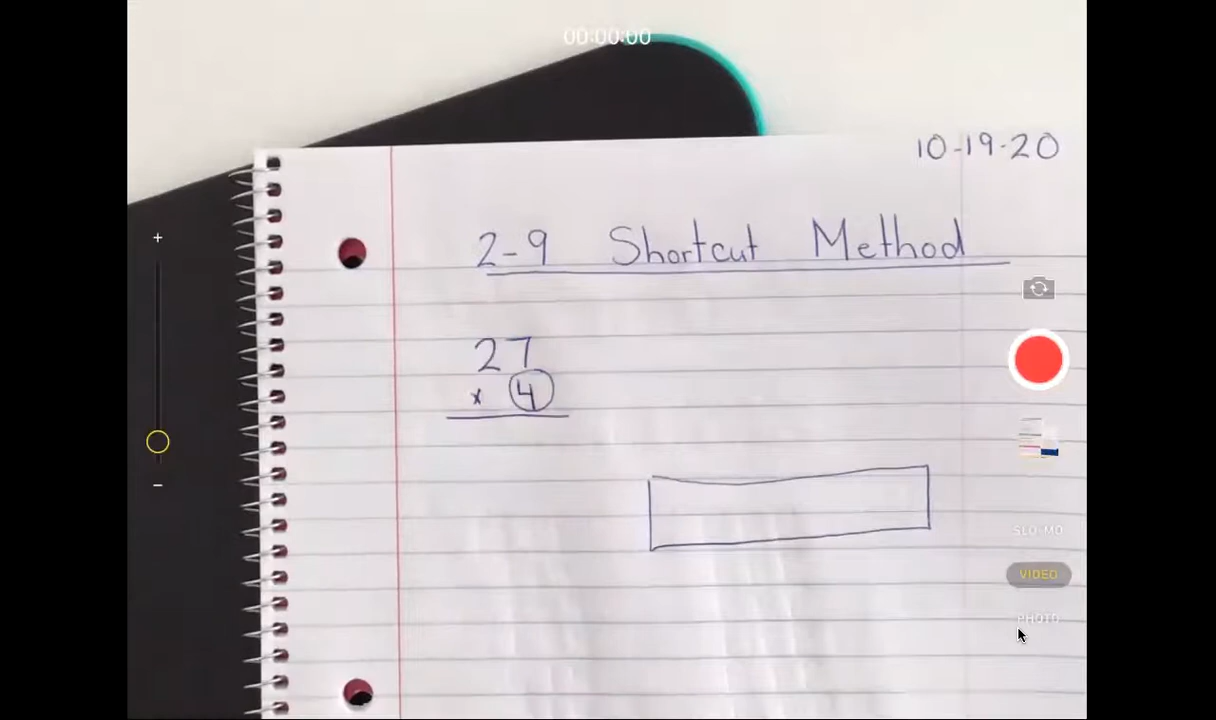 00:00:00
10-19-20
2-9 Shortcut Method
27
x 4
SLO-MO
VIDEO
PHOTO